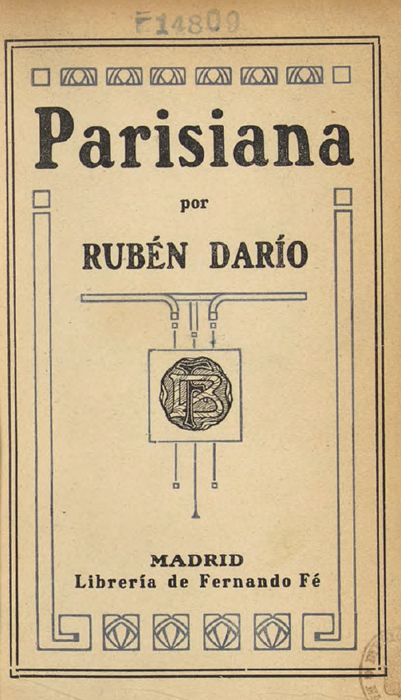 F14809
Parisiana
por
RUBÉN DARÍO
MADRID
Librería de Fernando Fé